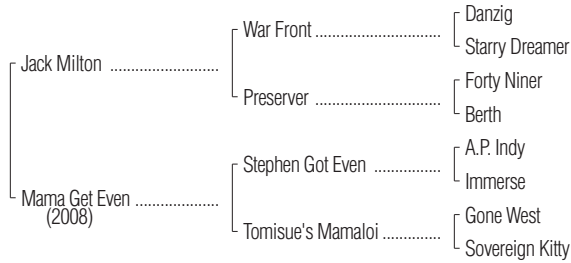 Danzig
War Front ....................................
Starry Dreamer
Jack Milton ...........................
Forty Niner
Preserver ...............................
Berth
A.P. Indy
Stephen Got Even ................
Immerse
Mama Get Even .....................
(2008)
Gone West
Tomisue's Mamaloi ..............
Sovereign Kitty